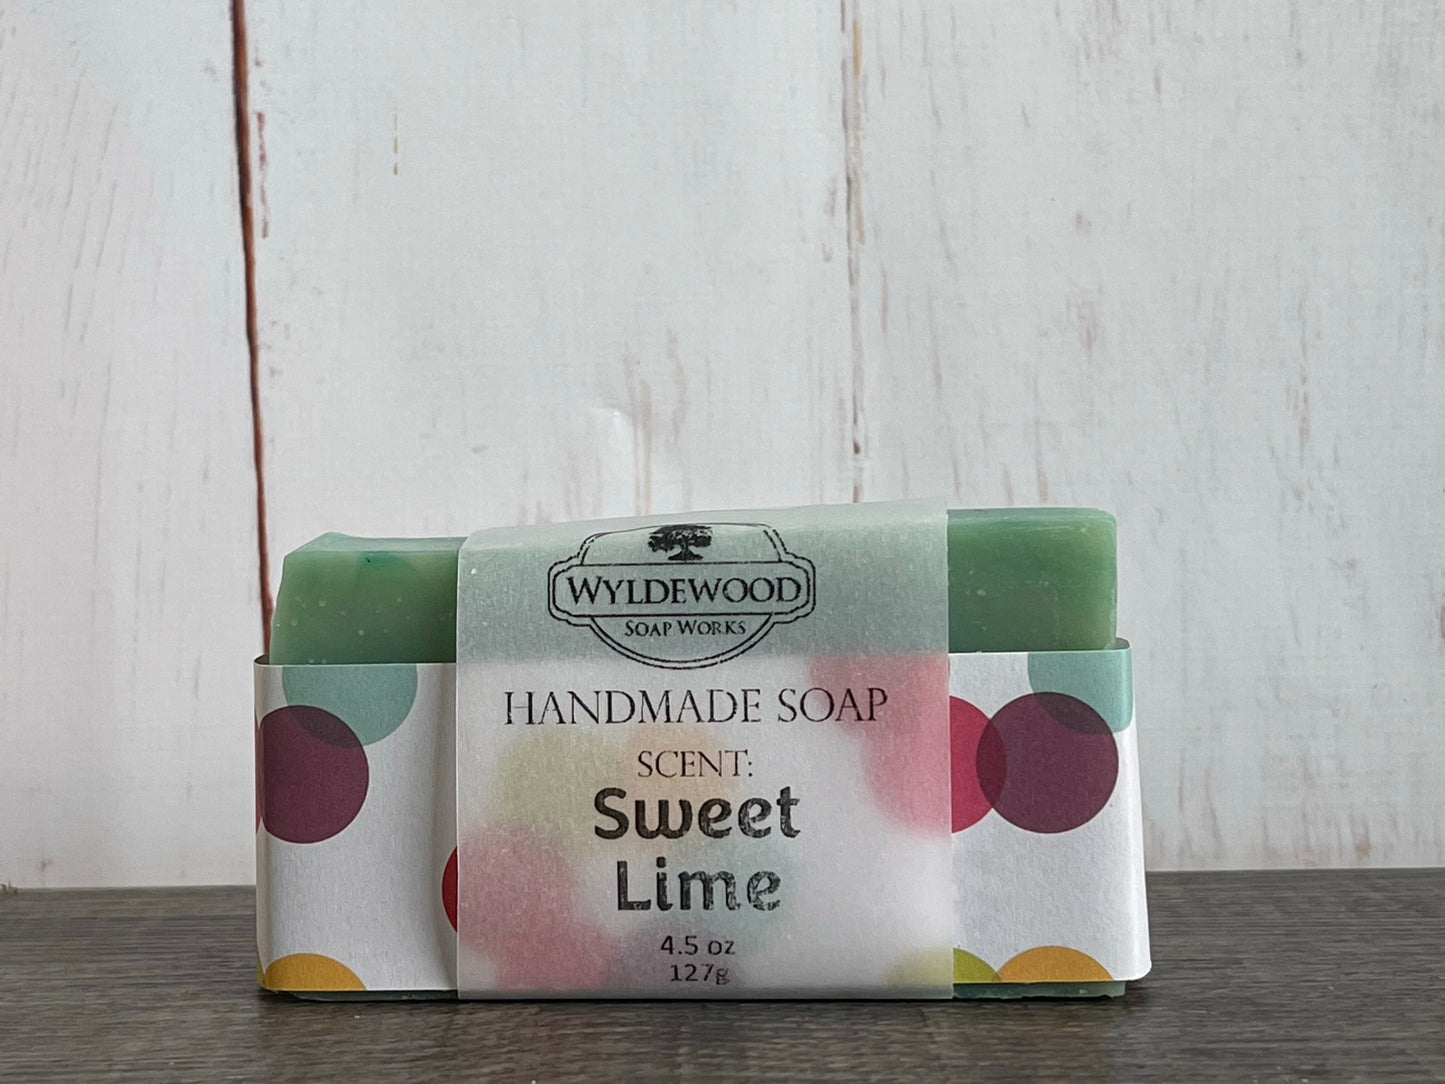 WYLDEWOOD
SOAP WORKS
HANDMADE SOAP
SCENT:
Sweet
Lime
4.5 oz
127g